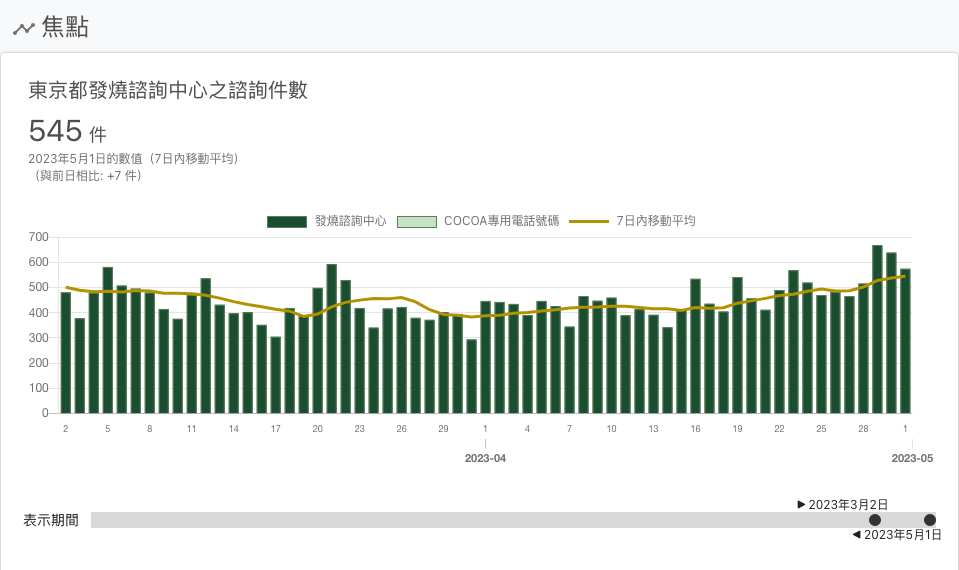 焦點
東京都發燒諮詢中心之諮詢件數
545 件
2023年5月1日的數值（7日內移動平均）
（與前日相比: +7 件）
發燒諮詢中心 COCOA專用電話號碼 7日內移動平均
700
600
500
400
300
200
100
0
2 5 8 11 14 17 20 23 26 29 1 4 7 10 13 16 19 22 25 28 1
2023-04 2023-05
2023年3月2日
表示期間
2023年5月1日